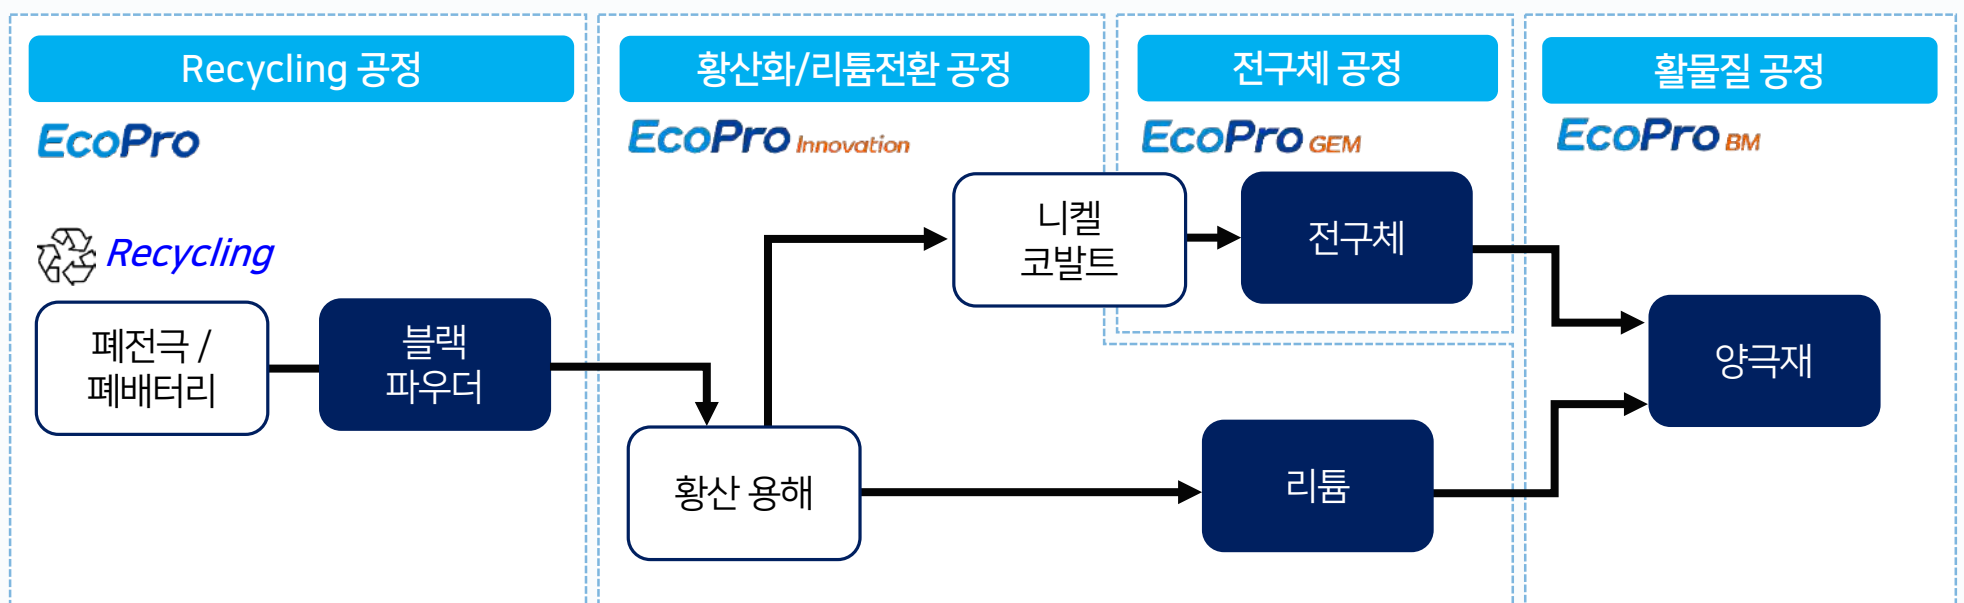 Recycling 공정
황산화/리튬전환 공정
전구체 공정
활물질 공정
EcoPro
EcoPro Innovation
EcoPro GEM
EcoPro BM
Recycling
폐전극 /
폐배터리
블랙
파우더
황산 용해
니켈
코발트
전구체
리튬
양극재